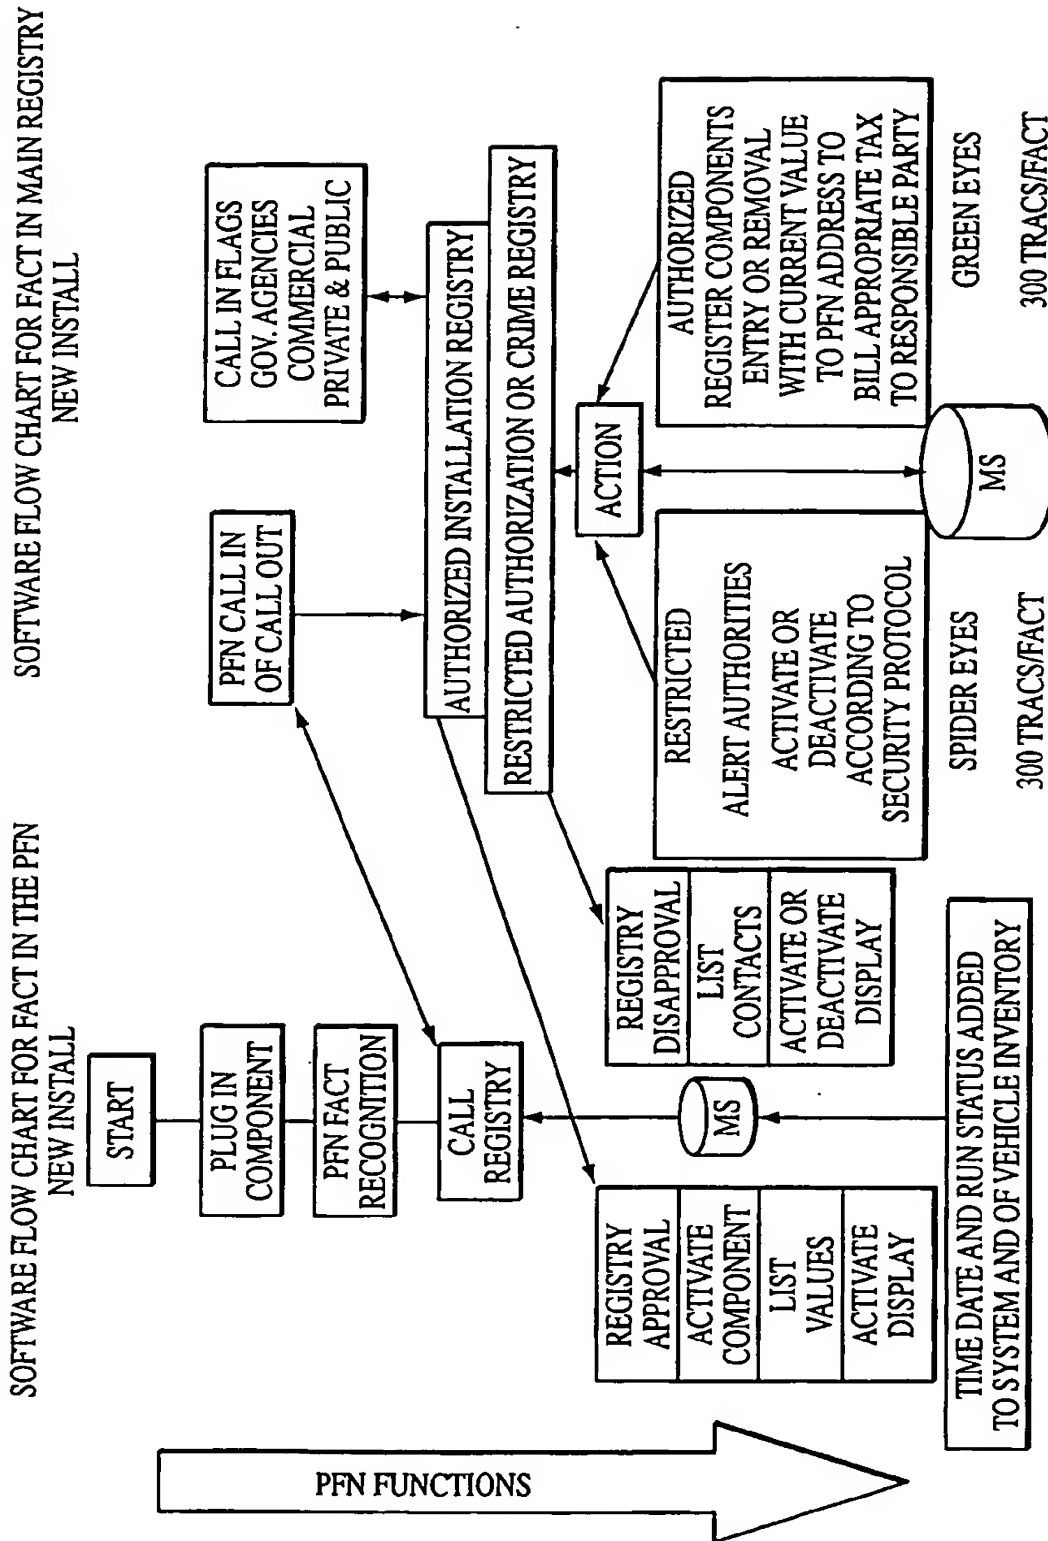 SOFTWARE FLOW CHART FOR FACT IN THE PFN
NEW INSTALL
START
PLUG IN
COMPONENT
PFN FACT
RECOGNITION
CALL
REGISTRY
MS
REGISTRY
APPROVAL
ACTIVATE
COMPONENT
LIST
VALUES
ACTIVATE
DISPLAY
REGISTRY
DISAPPROVAL
LIST
CONTACTS
ACTIVATE OR
DEACTIVATE
DISPLAY
TIME DATE AND RUN STATUS ADDED
TO SYSTEM AND OF VEHICLE INVENTORY
PFN FUNCTIONS
SOFTWARE FLOW CHART FOR FACT IN MAIN REGISTRY
NEW INSTALL
PFN CALL IN
OF CALL OUT
CALL IN FLAGS
GOV. AGENCIES
COMMERCIAL
PRIVATE & PUBLIC
AUTHORIZED INSTALLATION REGISTRY
RESTRICTED AUTHORIZATION OR CRIME REGISTRY
ACTION
RESTRICTED
ALERT AUTHORITIES
ACTIVATE OR
DEACTIVATE
ACCORDING TO
SECURITY PROTOCOL
AUTHORIZED
REGISTER COMPONENTS
ENTRY OR REMOVAL
WITH CURRENT VALUE
TO PFN ADDRESS TO
BILL APPROPRIATE TAX
TO RESPONSIBLE PARTY
MS
SPIDER EYES
300 TRACS/FACT
GREEN EYES
300 TRACS/FACT